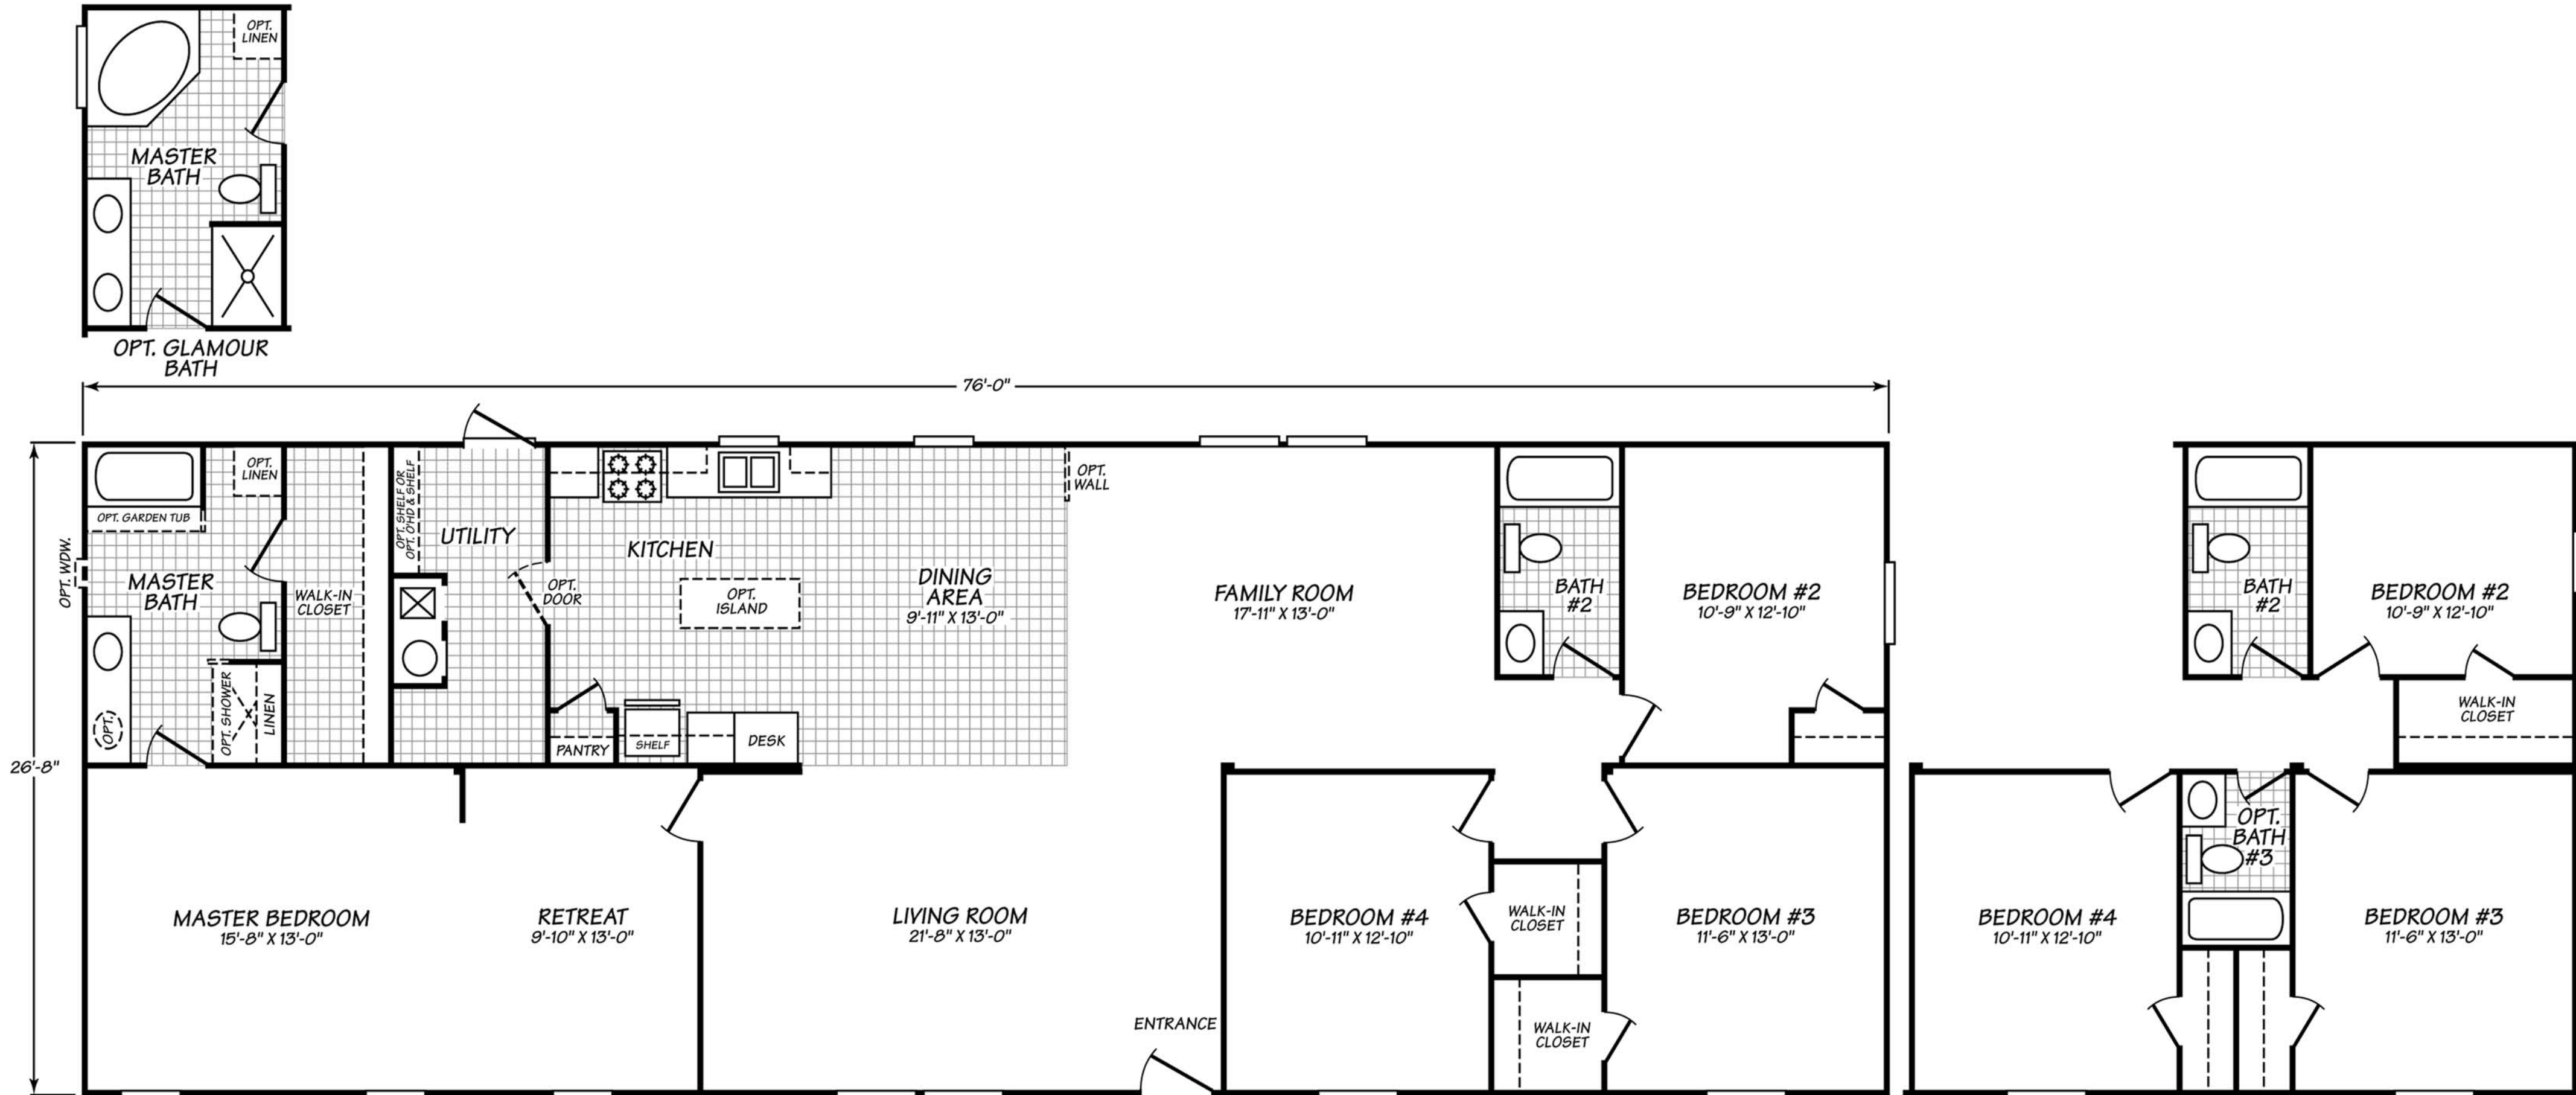 OPT.
LINEN
MASTER
BATH
OPT. GLAMOUR
BATH
76'-0"
26'-8"
OPT. GARDEN TUB
OPT.
LINEN
OPT. WDW.
MASTER
BATH
OPT.
OPT. SHOWER
LINEN
WALK-IN
CLOSET
OPT. SHELF OR
OPT. O'HD & SHELF
UTILITY
OPT.
DOOR
KITCHEN
OPT.
ISLAND
PANTRY
SHELF
DESK
DINING
AREA
9'-11" X 13'-0"
OPT.
WALL
FAMILY ROOM
17'-11" X 13'-0"
BATH
#2
BEDROOM #2
10'-9" X 12'-10"
MASTER BEDROOM
15'-8" X 13'-0"
RETREAT
9'-10" X 13'-0"
LIVING ROOM
21'-8" X 13'-0"
ENTRANCE
BEDROOM #4
10'-11" X 12'-10"
WALK-IN
CLOSET
WALK-IN
CLOSET
BEDROOM #3
11'-6" X 13'-0"
BATH
#2
BEDROOM #2
10'-9" X 12'-10"
WALK-IN
CLOSET
OPT.
BATH
#3
BEDROOM #4
10'-11" X 12'-10"
BEDROOM #3
11'-6" X 13'-0"